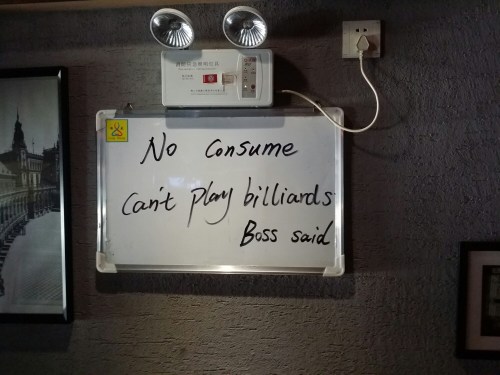 No Consume
Can't play billiards
Boss said